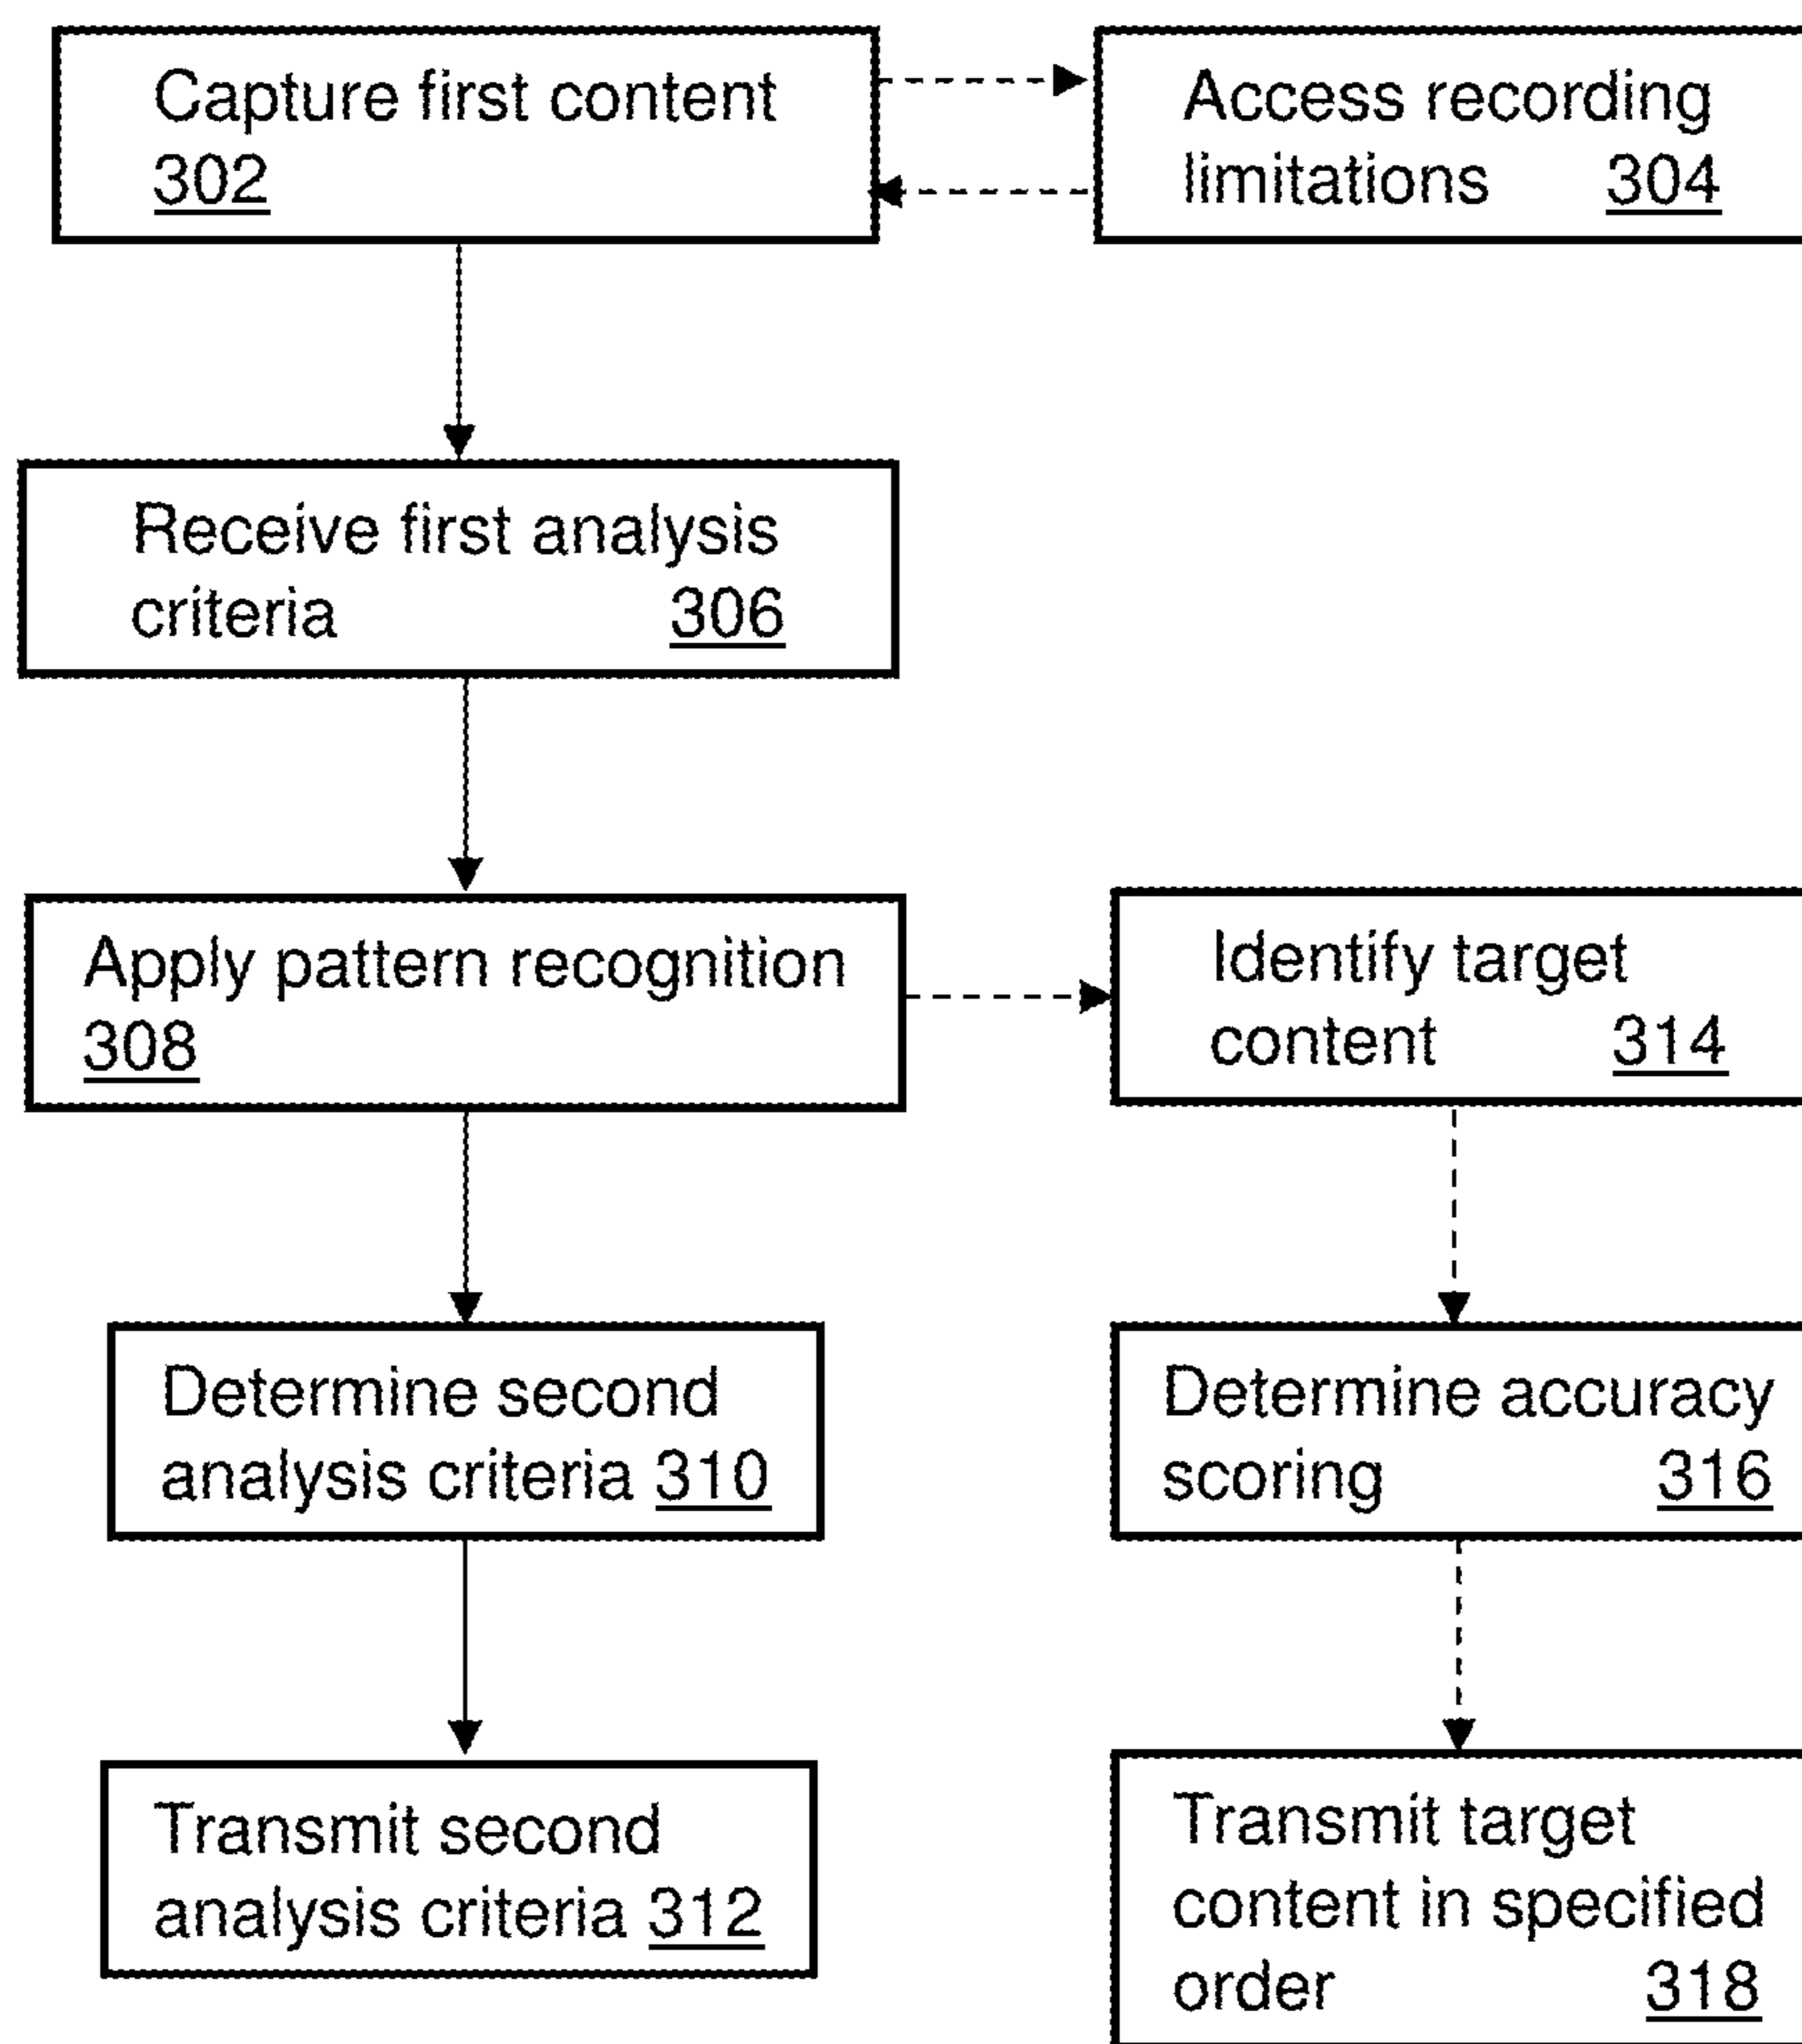 Capture first content
302
Access recording
limitations 304
Receive first analysis
criteria 306
Apply pattern recognition
308
Identify target
content 314
Determine second
analysis criteria 310
Determine accuracy
scoring 316
Transmit second
analysis criteria 312
Transmit target
content in specified
order 318